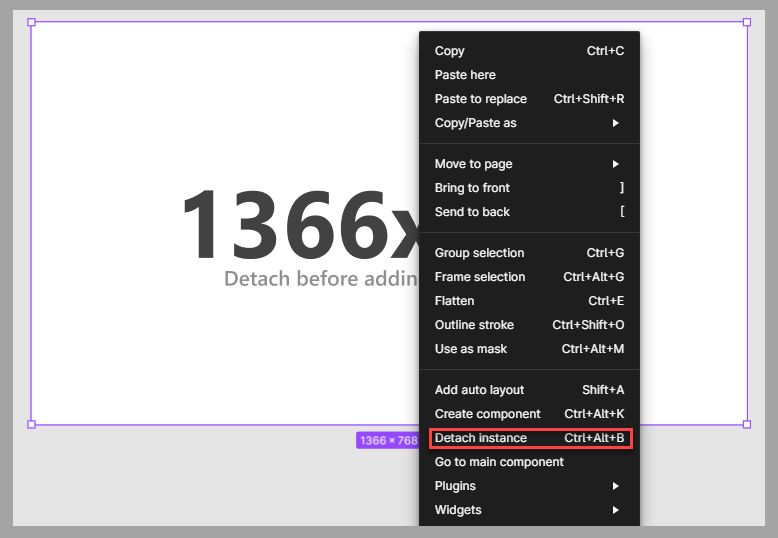 Copy Ctrl+C
Paste here
Paste to replace Ctrl+Shift+R
Copy/Paste as
Move to page
Bring to front ]
Send to back [
Group selection Ctrl+G
Frame selection Ctrl+Alt+G
Flatten Ctrl+E
Outline stroke Ctrl+Shift+O
Use as mask Ctrl+Alt+M
Add auto layout Shift+A
Create component Ctrl+Alt+K
Detach instance Ctrl+Alt+B
Go to main component
Plugins
Widgets
1366x
Detach before addin
1366 × 768